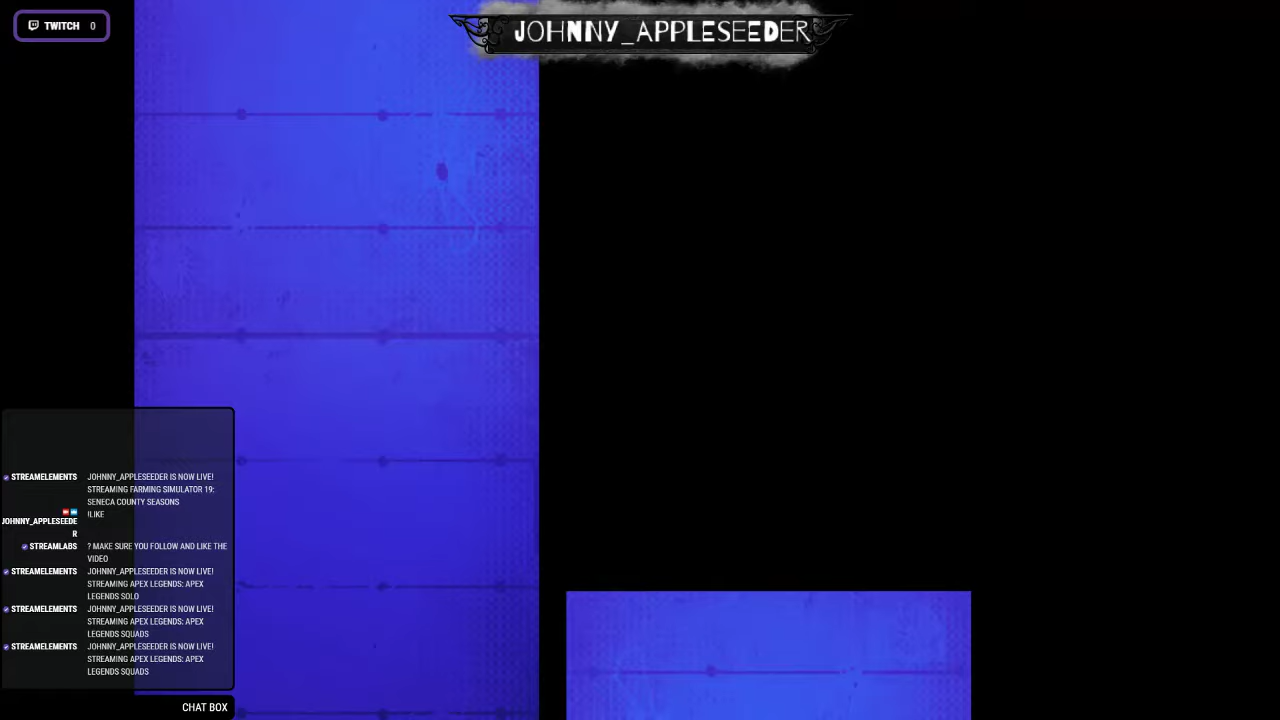 TWITCH 0
JOHNNY_APPLESEEDER
STREAMELEMENTS JOHNNY_APPLESEEDER IS NOW LIVE!
STREAMING FARMING SIMULATOR 19:
SENECA COUNTY SEASONS
JOHNNY_APPLESEEDE
R
!LIKE
STREAMLABS ? MAKE SURE YOU FOLLOW AND LIKE THE
VIDEO
STREAMELEMENTS JOHNNY_APPLESEEDER IS NOW LIVE!
STREAMING APEX LEGENDS: APEX
LEGENDS SOLO
STREAMELEMENTS JOHNNY_APPLESEEDER IS NOW LIVE!
STREAMING APEX LEGENDS: APEX
LEGENDS SQUADS
STREAMELEMENTS JOHNNY_APPLESEEDER IS NOW LIVE!
STREAMING APEX LEGENDS: APEX
LEGENDS SQUADS
CHAT BOX